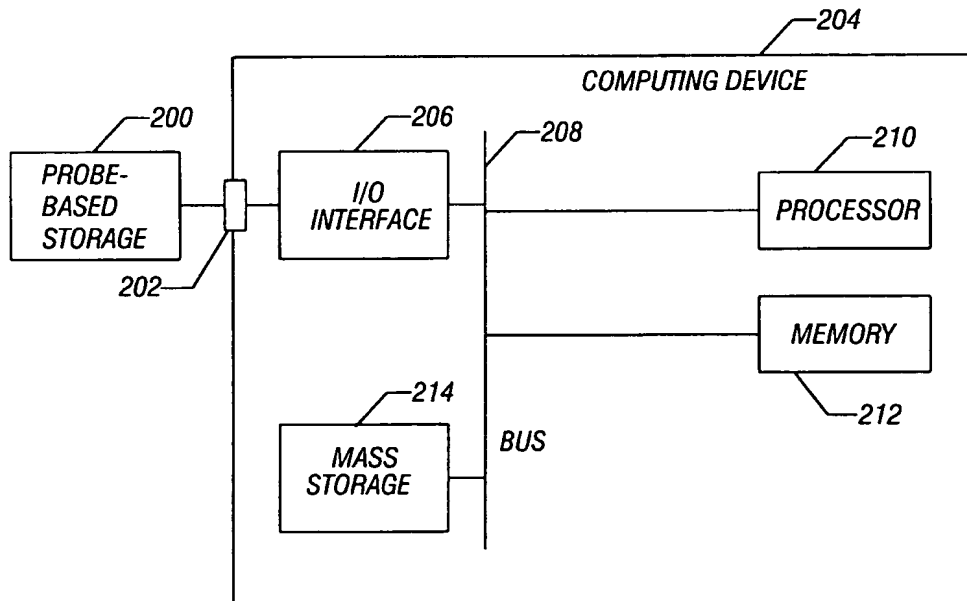 204
COMPUTING DEVICE
200
206
208
210
PROBE-
BASED
STORAGE
I/O
INTERFACE
PROCESSOR
202
MEMORY
214
212
MASS
STORAGE
BUS